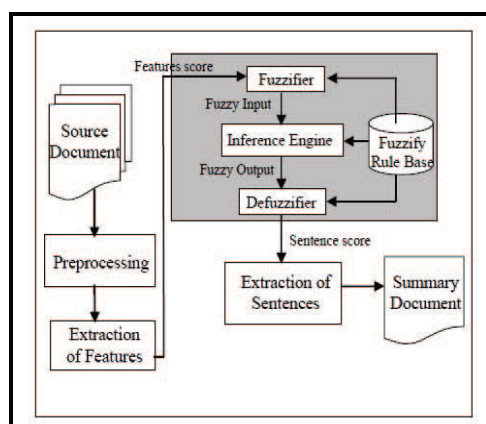 Features score
Fuzzifier
Fuzzy Input
Source
Document
Inference Engine
Fuzzify
Rule Base
Fuzzy Output
Defuzzifier
Sentence score
Preprocessing
Extraction of
Sentences
Summary
Document
Extraction
of Features